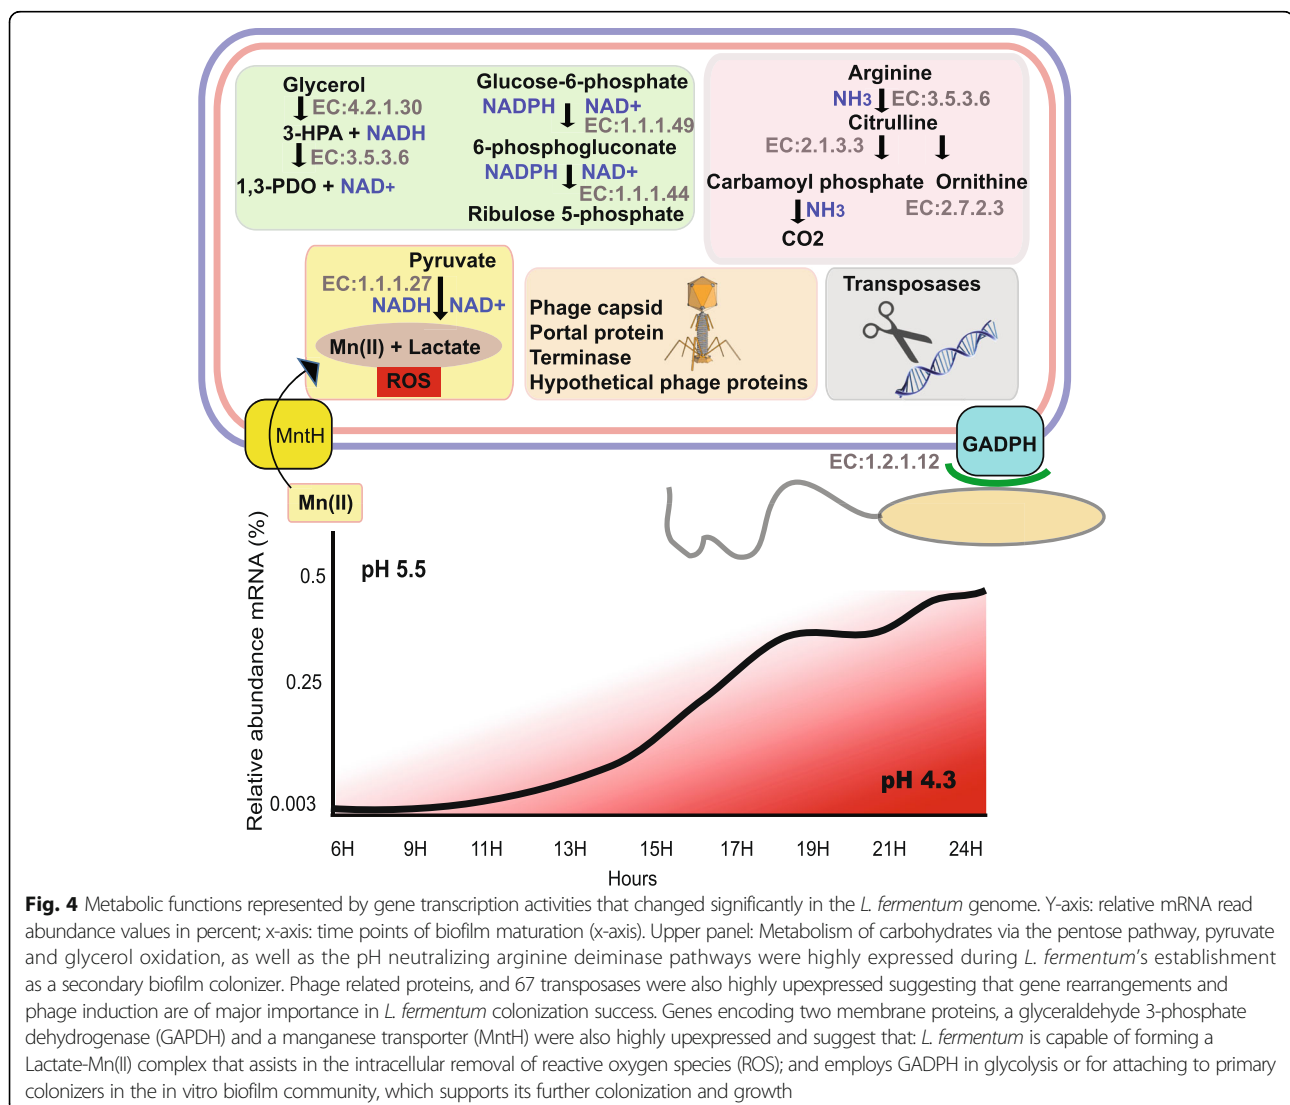 Glycerol
EC:4.2.1.30
3-HPA + NADH
EC:3.5.3.6
1,3-PDO + NAD+
Glucose-6-phosphate
NADPH NAD+
EC:1.1.1.49
6-phosphogluconate
NADPH NAD+
EC:1.1.1.44
Ribulose 5-phosphate
Arginine
NH3 EC:3.5.3.6
Citrulline
EC:2.1.3.3
Carbamoyl phosphate Ornithine
NH3 EC:2.7.2.3
CO2
Pyruvate
EC:1.1.1.27
NADH NAD+
Mn(II) + Lactate
ROS
Phage capsid
Portal protein
Terminase
Hypothetical phage proteins
Transposases
MntH
Mn(II)
GADPH
EC:1.2.1.12
Relative abundance mRNA (%)
0.5
0.25
0.003
pH 5.5
pH 4.3
6H 9H 11H 13H 15H 17H 19H 21H 24H
Hours
Fig. 4 Metabolic functions represented by gene transcription activities that changed significantly in the L. fermentum genome. Y-axis: relative mRNA read
abundance values in percent; x-axis: time points of biofilm maturation (x-axis). Upper panel: Metabolism of carbohydrates via the pentose pathway, pyruvate
and glycerol oxidation, as well as the pH neutralizing arginine deiminase pathways were highly expressed during L. fermentum's establishment
as a secondary biofilm colonizer. Phage related proteins, and 67 transposases were also highly upexpressed suggesting that gene rearrangements and
phage induction are of major importance in L. fermentum colonization success. Genes encoding two membrane proteins, a glyceraldehyde 3-phosphate
dehydrogenase (GAPDH) and a manganese transporter (MntH) were also highly upexpressed and suggest that: L. fermentum is capable of forming a
Lactate-Mn(II) complex that assists in the intracellular removal of reactive oxygen species (ROS); and employs GADPH in glycolysis or for attaching to primary
colonizers in the in vitro biofilm community, which supports its further colonization and growth